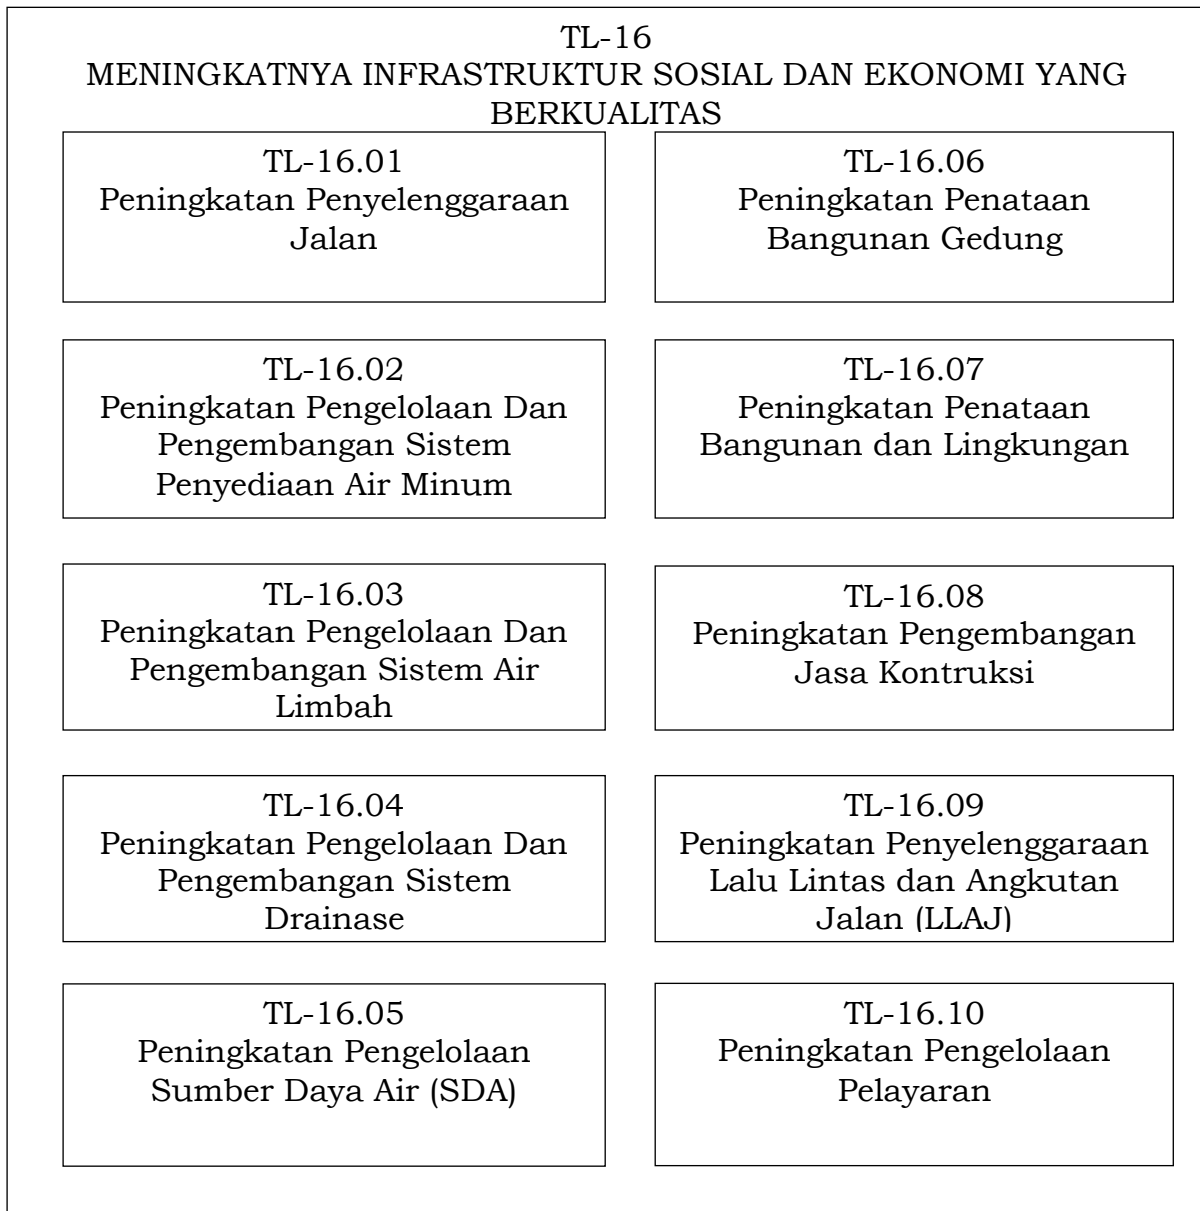 TL-16
MENINGKATNYA INFRASTRUKTUR SOSIAL DAN EKONOMI YANG
BERKUALITAS
TL-16.01
Peningkatan Penyelenggaraan
Jalan
TL-16.06
Peningkatan Penataan
Bangunan Gedung
TL-16.02
Peningkatan Pengelolaan Dan
Pengembangan Sistem
Penyediaan Air Minum
TL-16.07
Peningkatan Penataan
Bangunan dan Lingkungan
TL-16.03
Peningkatan Pengelolaan Dan
Pengembangan Sistem Air
Limbah
TL-16.08
Peningkatan Pengembangan
Jasa Kontruksi
TL-16.04
Peningkatan Pengelolaan Dan
Pengembangan Sistem
Drainase
TL-16.09
Peningkatan Penyelenggaraan
Lalu Lintas dan Angkutan
Jalan (LLAJ)
TL-16.05
Peningkatan Pengelolaan
Sumber Daya Air (SDA)
TL-16.10
Peningkatan Pengelolaan
Pelayaran